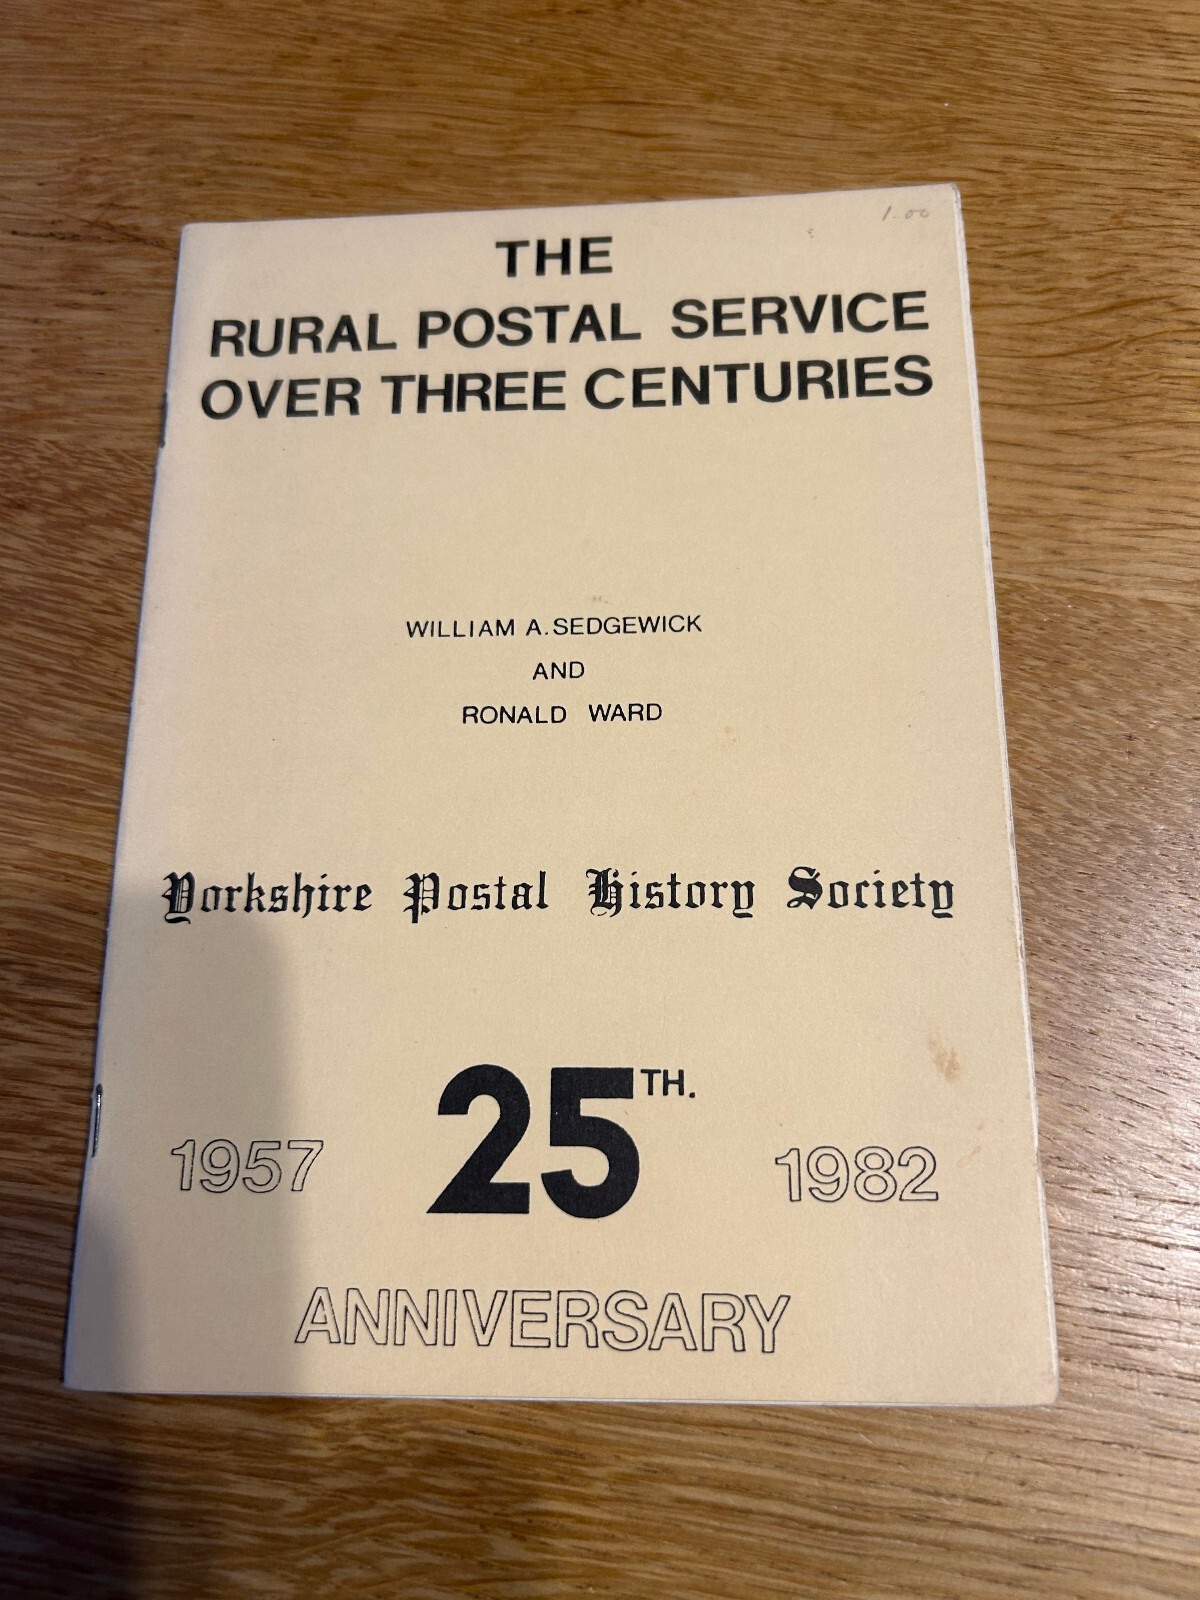 1.00
THE
RURAL POSTAL SERVICE
OVER THREE CENTURIES
WILLIAM A. SEDGEWICK
AND
RONALD WARD
Yorkshire Postal History Society
1957 25TH. 1982
ANNIVERSARY